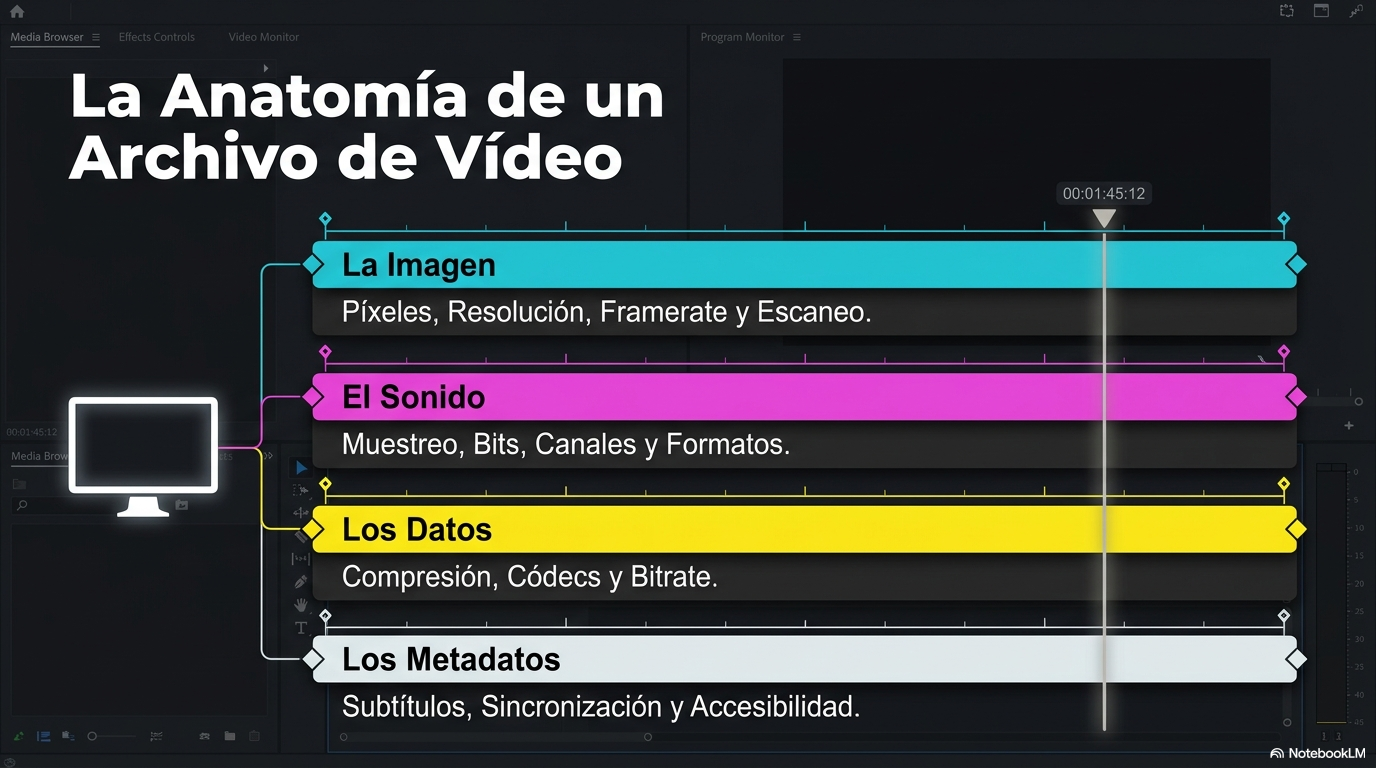 Media Browser
Effects Controls
Video Monitor
Program Monitor
La Anatomía de un
Archivo de Vídeo
00:01:45:12
La Imagen
Píxeles, Resolución, Framerate y Escaneo.
El Sonido
Muestreo, Bits, Canales y Formatos.
00:01:45:12
Los Datos
Compresión, Códecs y Bitrate.
Los Metadatos
Subtítulos, Sincronización y Accesibilidad.
NotebookLM